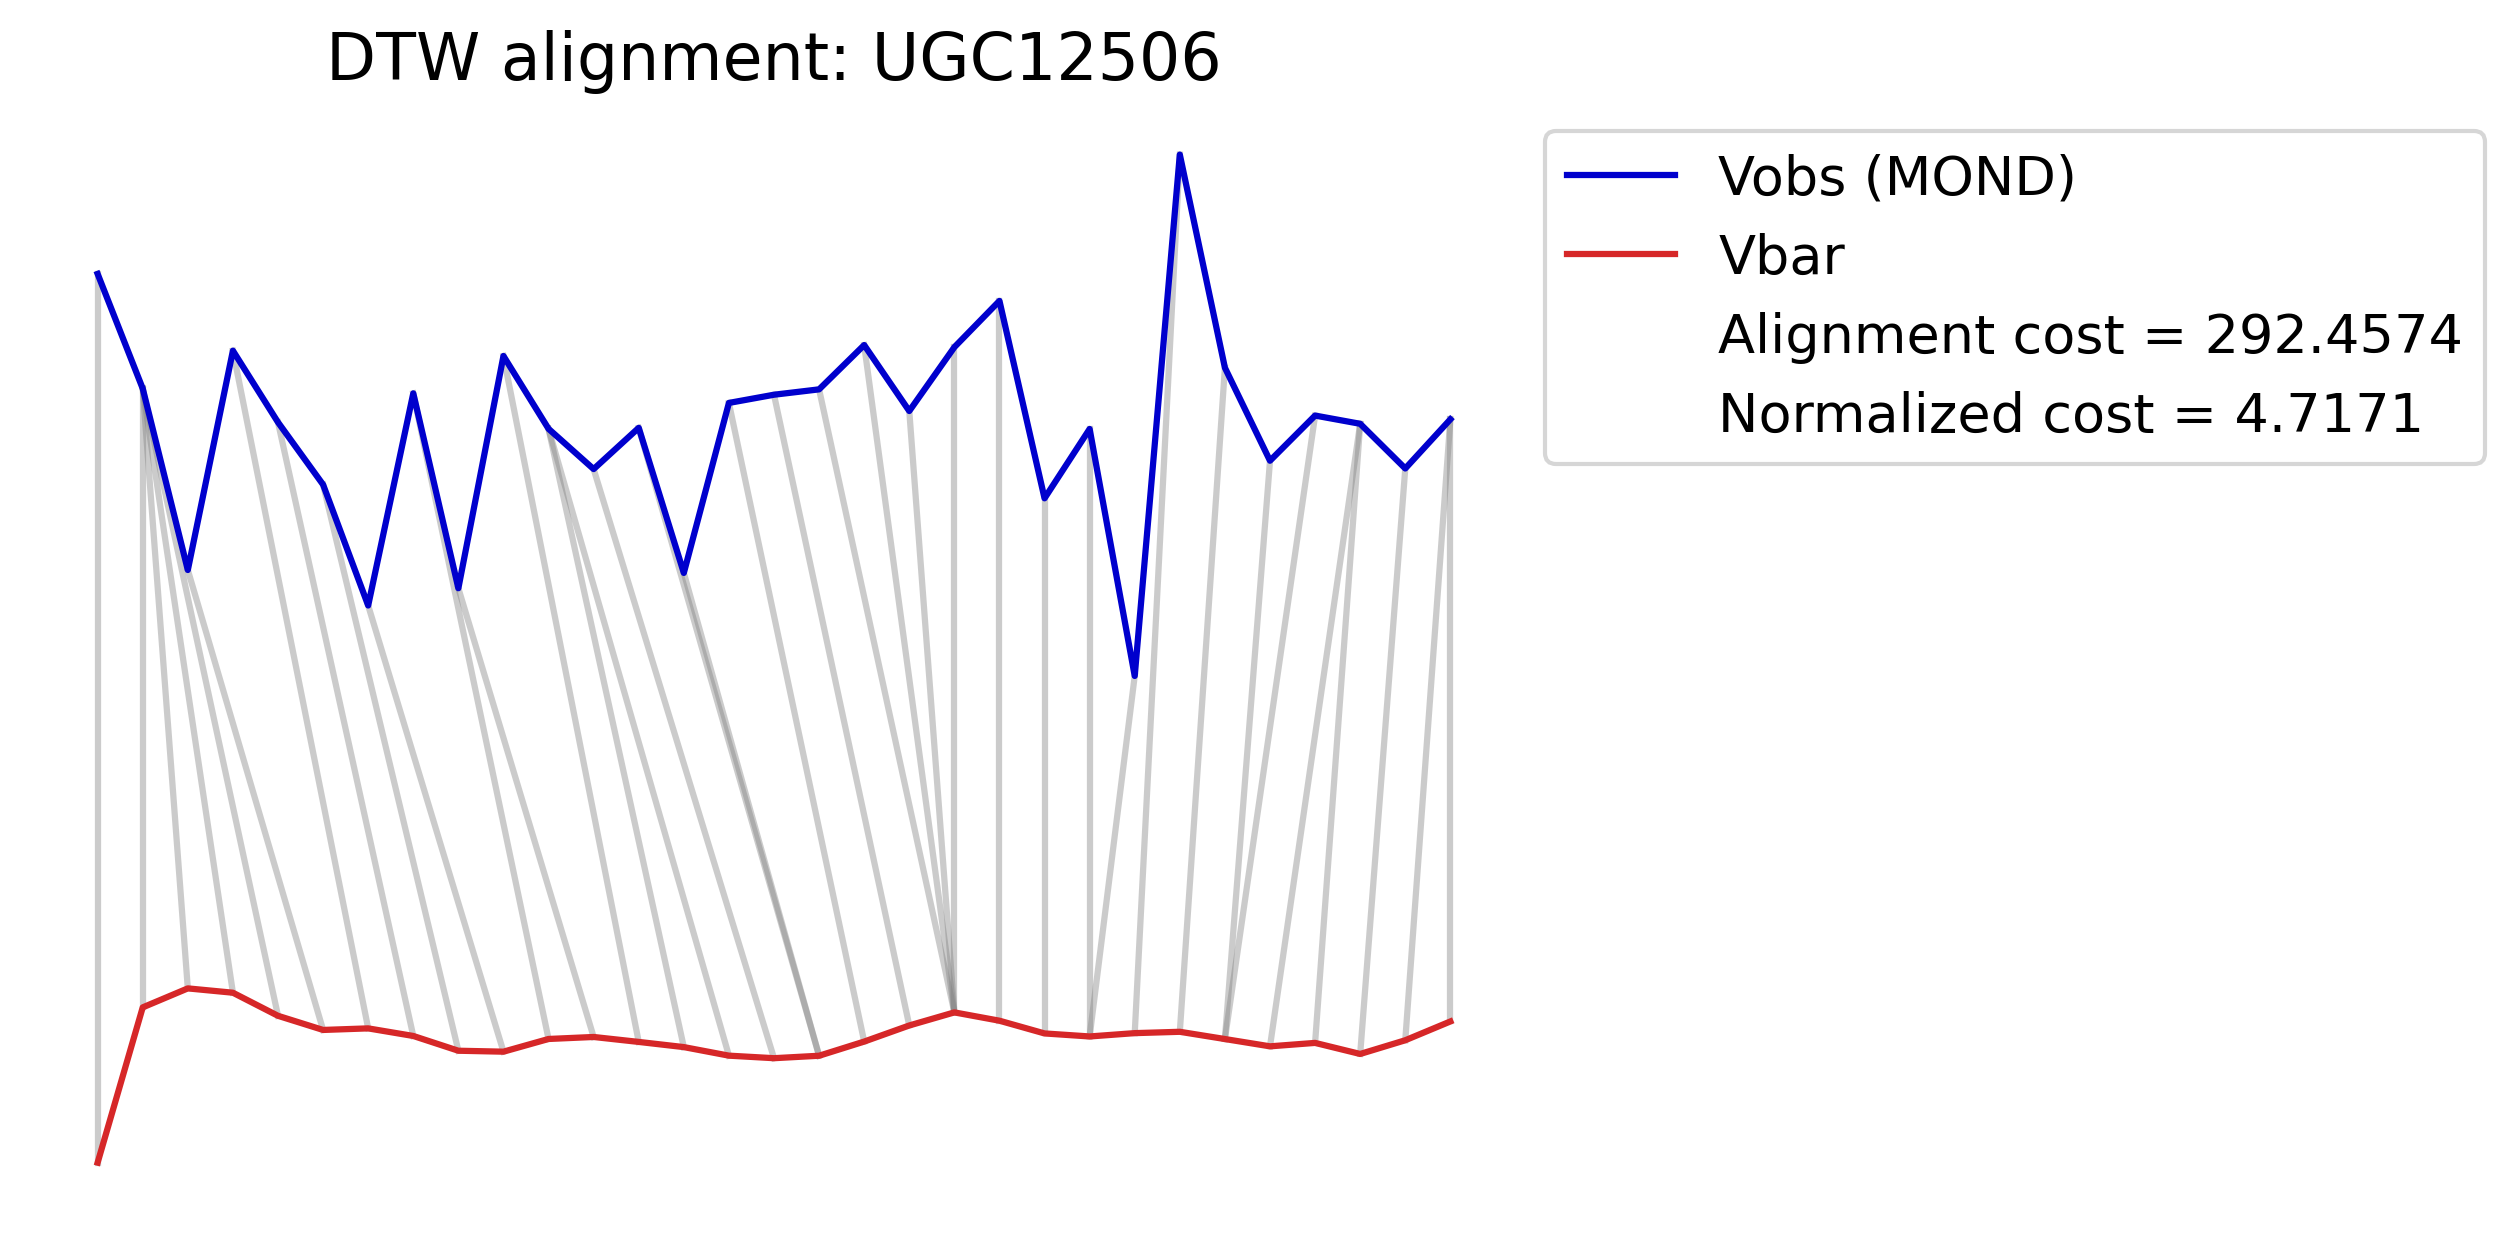 DTW alignment: UGC12506
Vobs (MOND)
Vbar
Alignment cost = 292.4574
Normalized cost = 4.7171